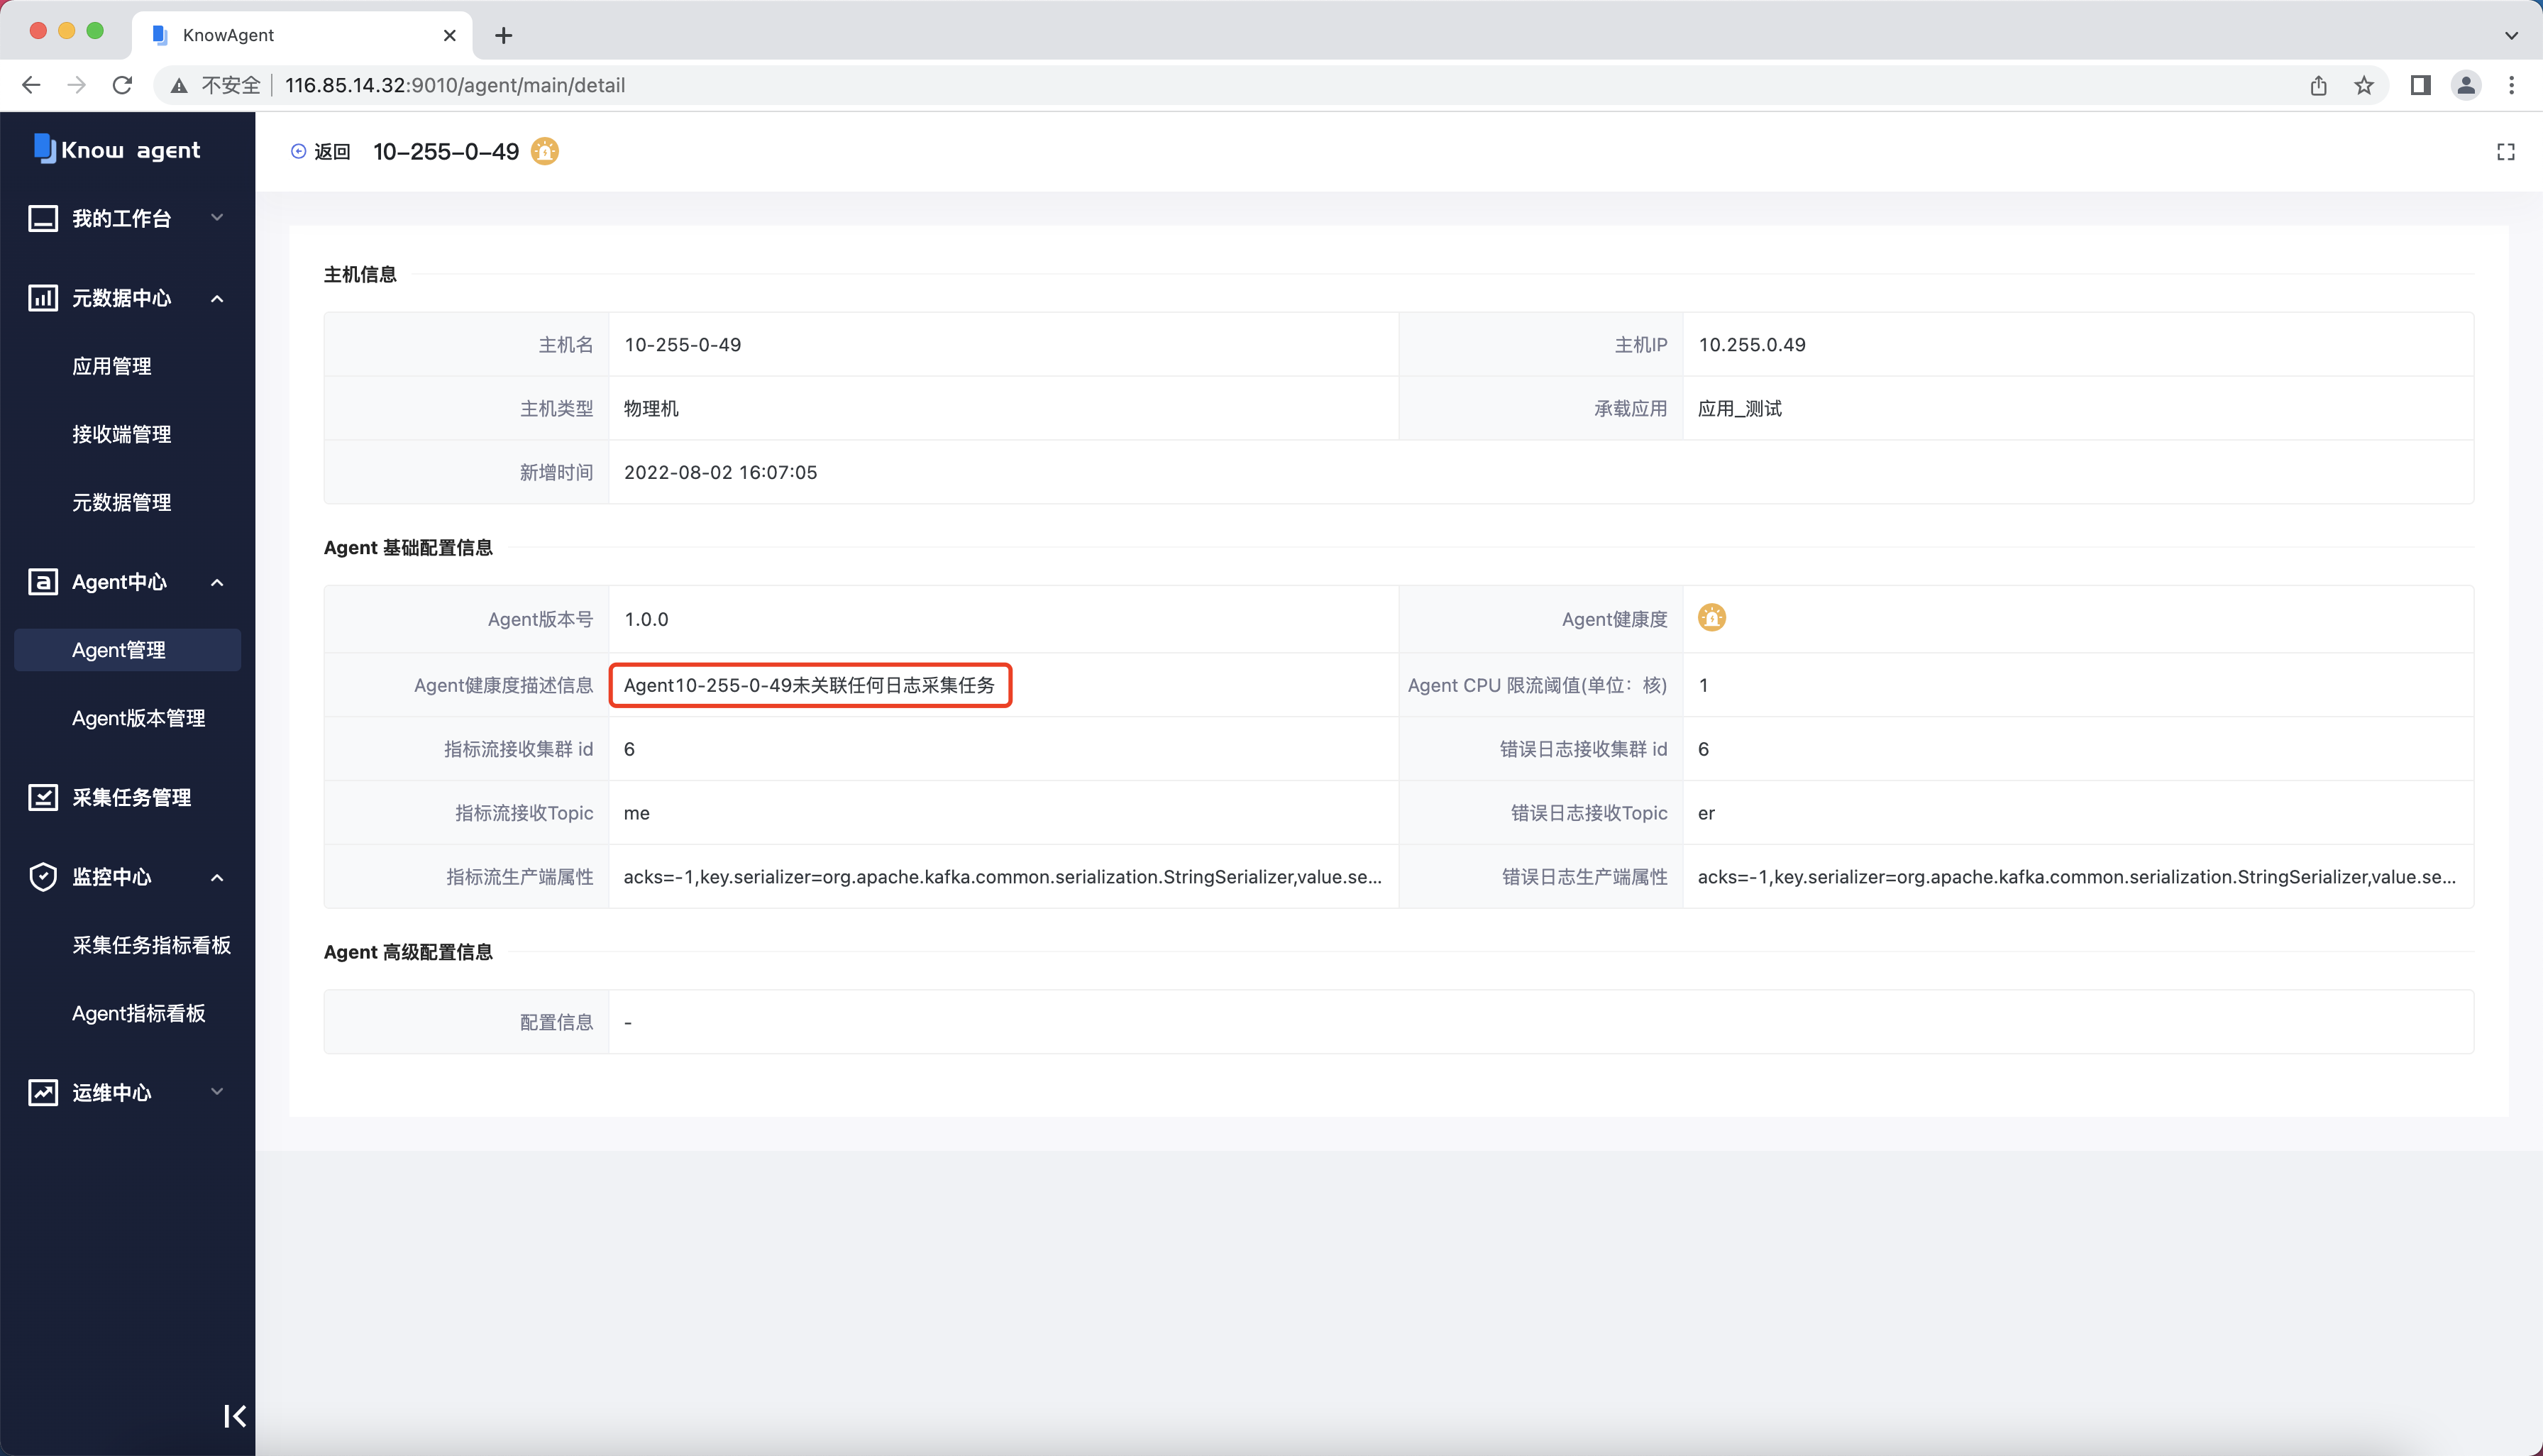 KnowAgent
不安全 116.85.14.32:9010/agent/main/detail
Know agent
返回 10-255-0-49
我的工作台
元数据中心
应用管理
接收端管理
元数据管理
Agent中心
Agent管理
Agent版本管理
采集任务管理
监控中心
采集任务指标看板
Agent指标看板
运维中心
主机信息
主机名 10-255-0-49 主机IP 10.255.0.49
主机类型 物理机 承载应用 应用_测试
新增时间 2022-08-02 16:07:05
Agent 基础配置信息
Agent版本号 1.0.0 Agent健康度
Agent健康度描述信息 Agent10-255-0-49未关联任何日志采集任务 Agent CPU 限流阈值(单位：核) 1
指标流接收集群 id 6 错误日志接收集群 id 6
指标流接收Topic me 错误日志接收Topic er
指标流生产端属性 acks=-1,key.serializer=org.apache.kafka.common.serialization.StringSerializer,value.se... 错误日志生产端属性 acks=-1,key.serializer=org.apache.kafka.common.serialization.StringSerializer,value.se...
Agent 高级配置信息
配置信息 -